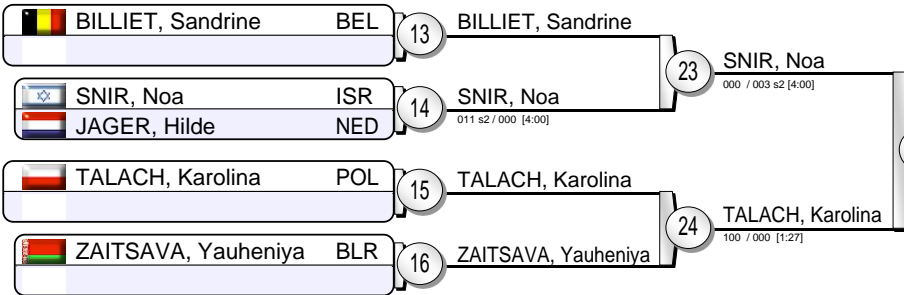 BILLIET, Sandrine BEL
13
BILLIET, Sandrine
23
SNIR, Noa
000 / 003 s2 [4:00]
SNIR, Noa ISR
14
SNIR, Noa
011 s2 / 000 [4:00]
JAGER, Hilde NED
TALACH, Karolina POL
15
TALACH, Karolina
24
TALACH, Karolina
100 / 000 [1:27]
ZAITSAVA, Yauheniya BLR
16
ZAITSAVA, Yauheniya